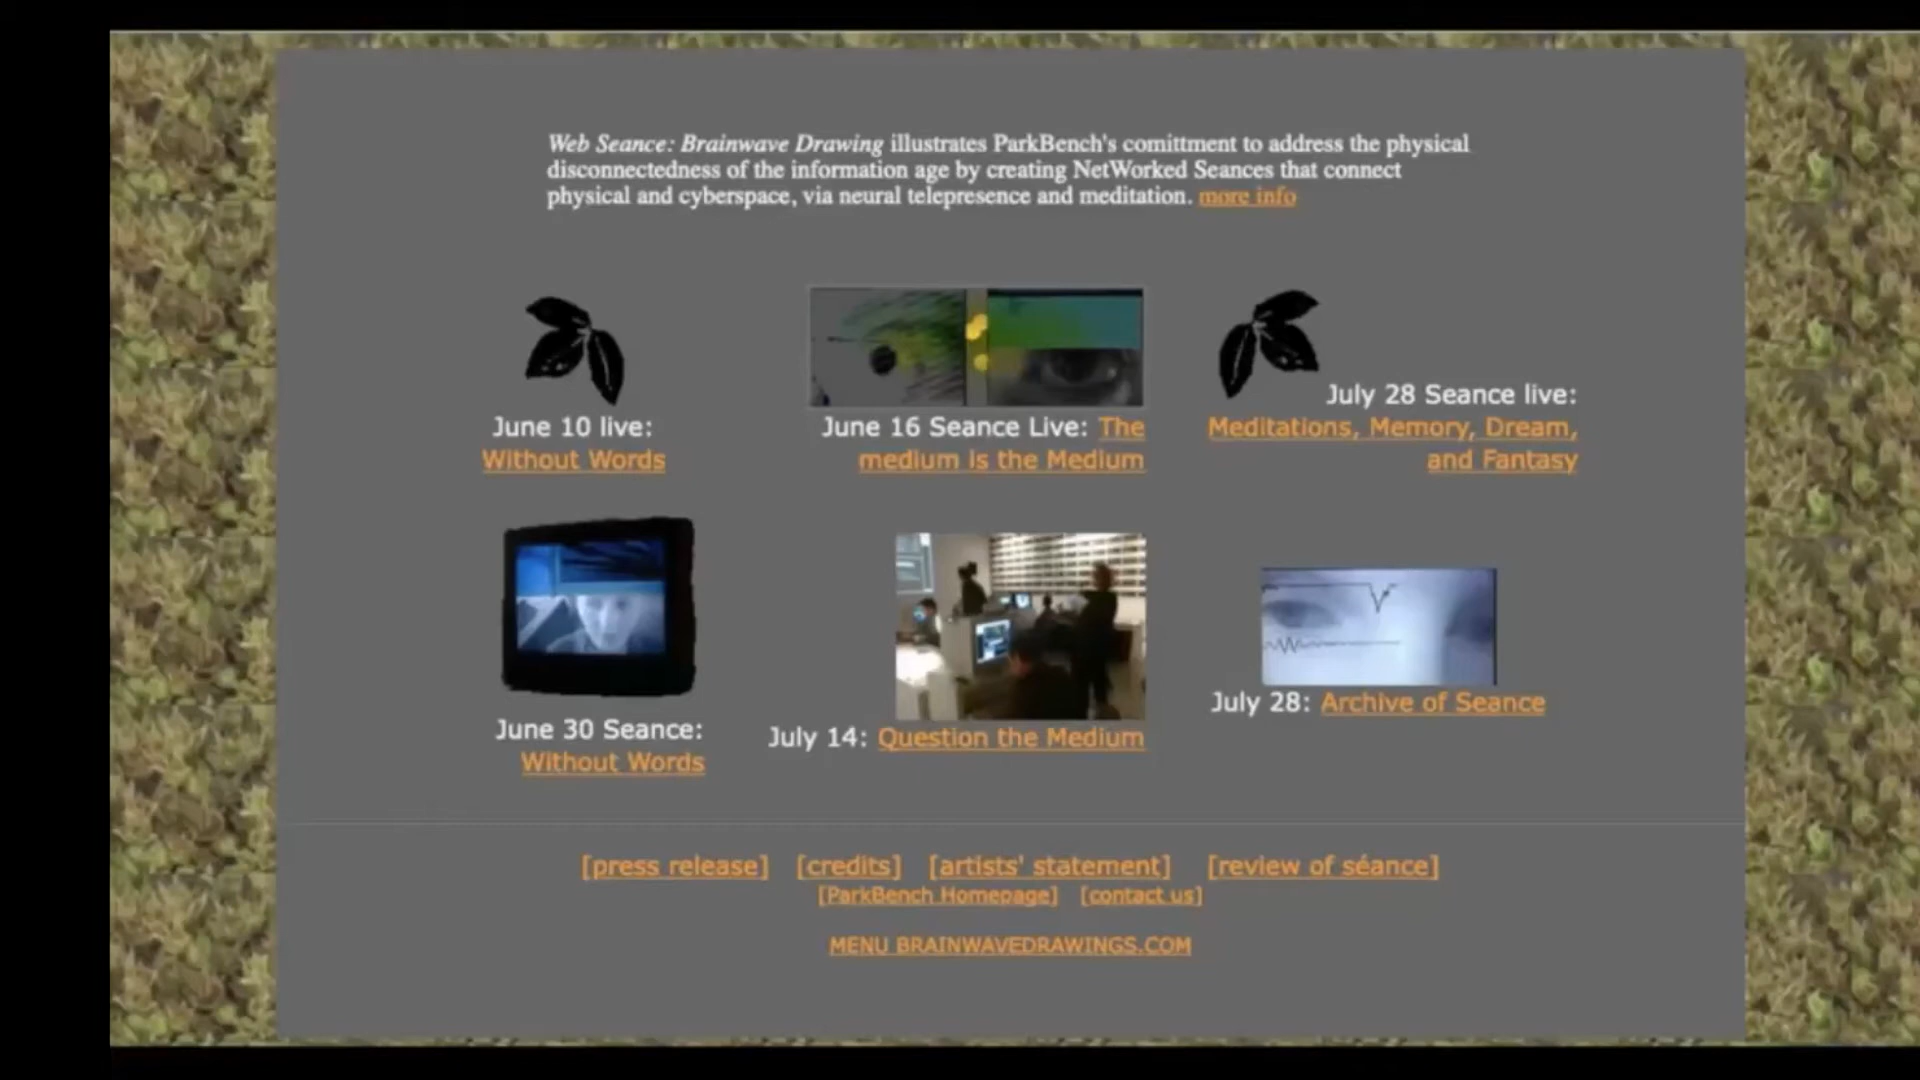 Web Seance: Brainwave Drawing illustrates ParkBench's comittment to address the physical
disconnectedness of the information age by creating NetWorked Seances that connect
physical and cyberspace, via neural telepresence and meditation. more info
June 10 live:
Without Words
June 16 Seance Live: The
medium is the Medium
July 28 Seance live:
Meditations, Memory, Dream,
and Fantasy
June 30 Seance:
Without Words
July 14: Question the Medium
July 28: Archive of Seance
[press release] [credits] [artists' statement] [review of séance]
[ParkBench Homepage] [contact us]
MENU BRAINWAVEDRAWINGS.COM